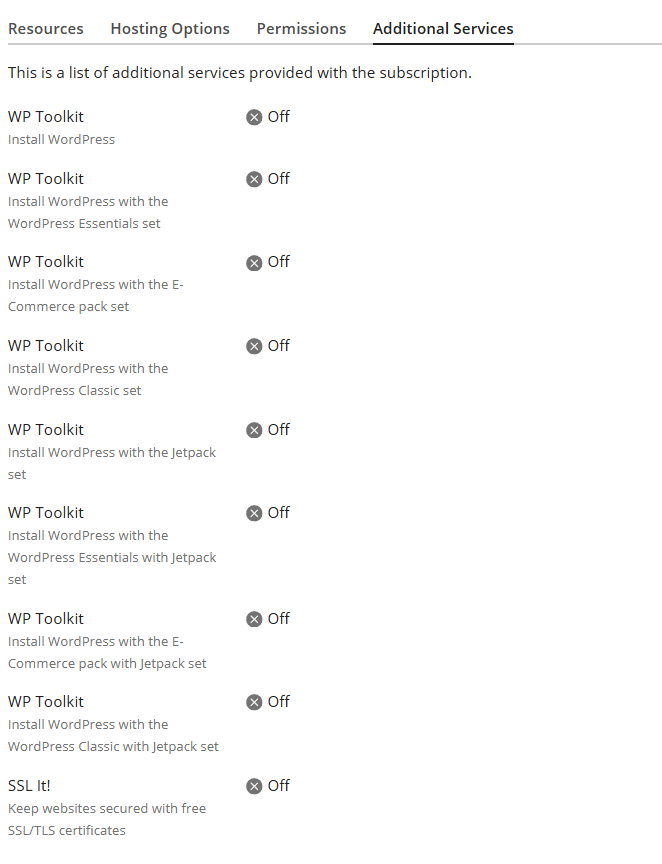 Resources Hosting Options Permissions Additional Services
This is a list of additional services provided with the subscription.
WP Toolkit Off
Install WordPress
WP Toolkit Off
Install WordPress with the
WordPress Essentials set
WP Toolkit Off
Install WordPress with the E-
Commerce pack set
WP Toolkit Off
Install WordPress with the
WordPress Classic set
WP Toolkit Off
Install WordPress with the Jetpack
set
WP Toolkit Off
Install WordPress with the
WordPress Essentials with Jetpack
set
WP Toolkit Off
Install WordPress with the E-
Commerce pack with Jetpack set
WP Toolkit Off
Install WordPress with the
WordPress Classic with Jetpack set
SSL It! Off
Keep websites secured with free
SSL/TLS certificates